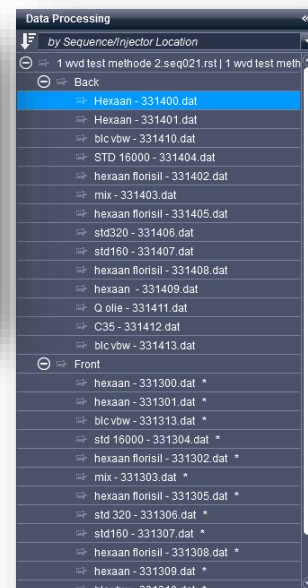 Data Processing
by Sequence/Injector Location
1 wvd test methode 2.seq021.rst | 1 wvd test meth
Back
Hexaan - 331400.dat
Hexaan - 331401.dat
blc vbw - 331410.dat
STD 16000 - 331404.dat
hexaan florisil - 331402.dat
mix - 331403.dat
hexaan florisil - 331405.dat
std320 - 331406.dat
std160 - 331407.dat
hexaan florisil - 331408.dat
hexaan  - 331409.dat
Q olie - 331411.dat
C35 - 331412.dat
blc vbw - 331413.dat
Front
hexaan - 331300.dat *
hexaan - 331301.dat *
blc vbw - 331313.dat *
std 16000 - 331304.dat *
hexaan florisil - 331302.dat *
mix - 331303.dat *
hexaan florisil - 331305.dat *
std 320 - 331306.dat *
std160 - 331307.dat *
hexaan florisil - 331308.dat *
hexaan - 331309.dat *